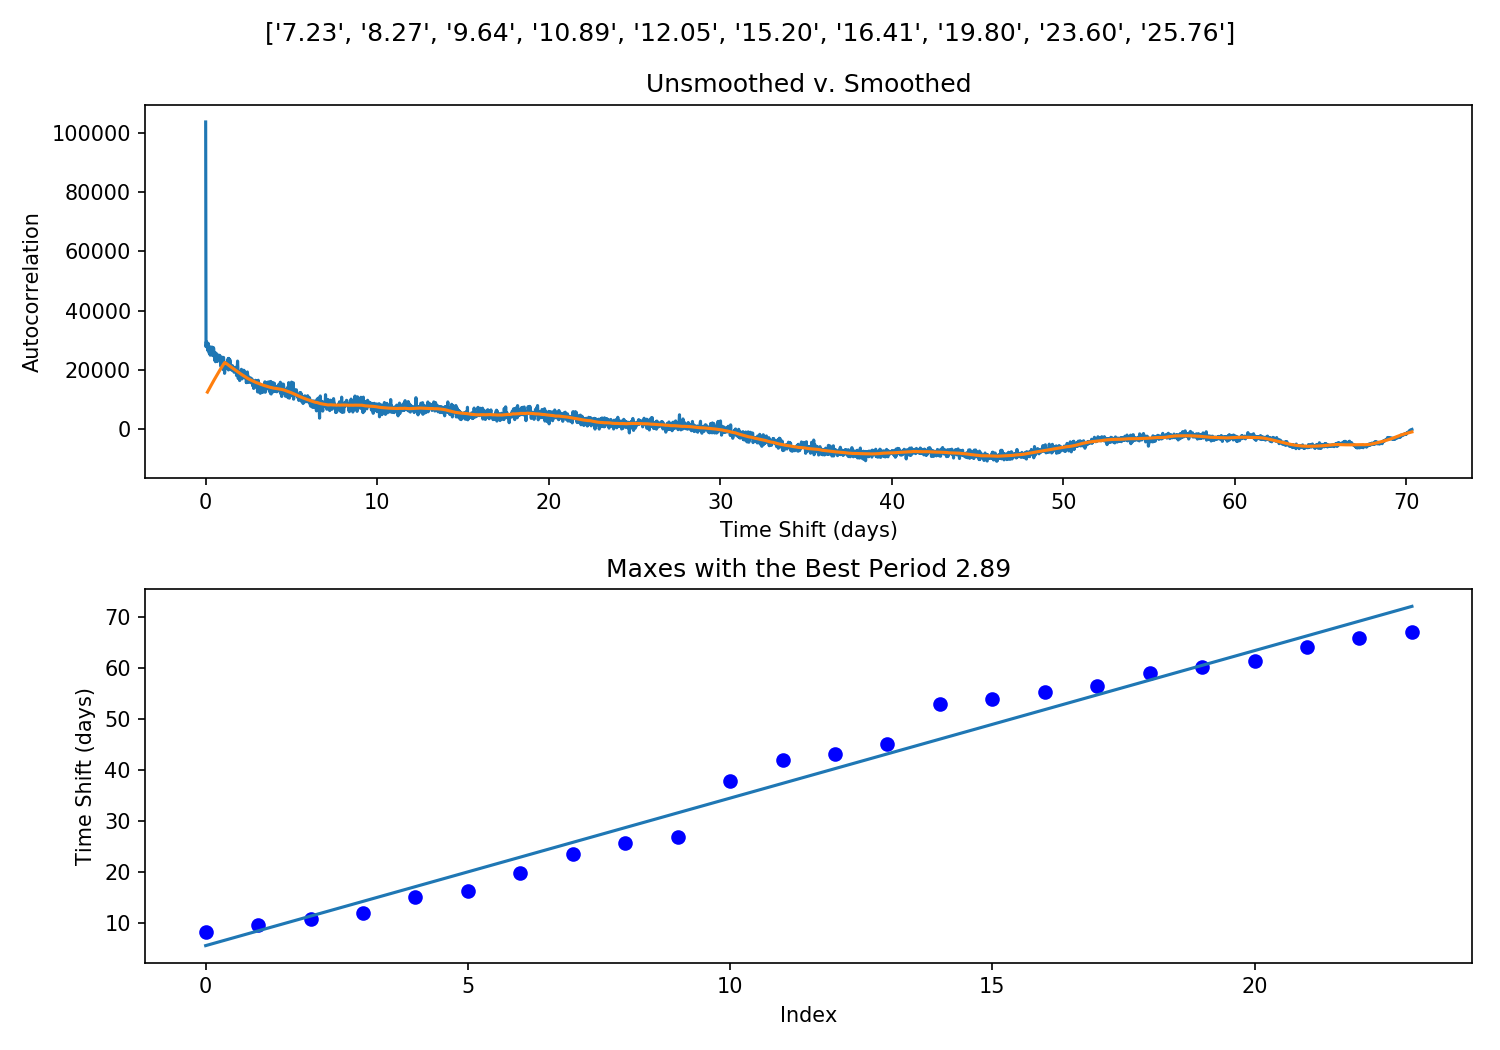 ['7.23', '8.27', '9.64', '10.89', '12.05', '15.20', '16.41', '19.80', '23.60', '25.76']
Unsmoothed v. Smoothed
100000
80000
60000
40000
20000
0
Autocorrelation
0 10 20 30 40 50 60 70
Time Shift (days)
Maxes with the Best Period 2.89
70
60
50
40
30
20
10
Time Shift (days)
0 5 10 15 20
Index